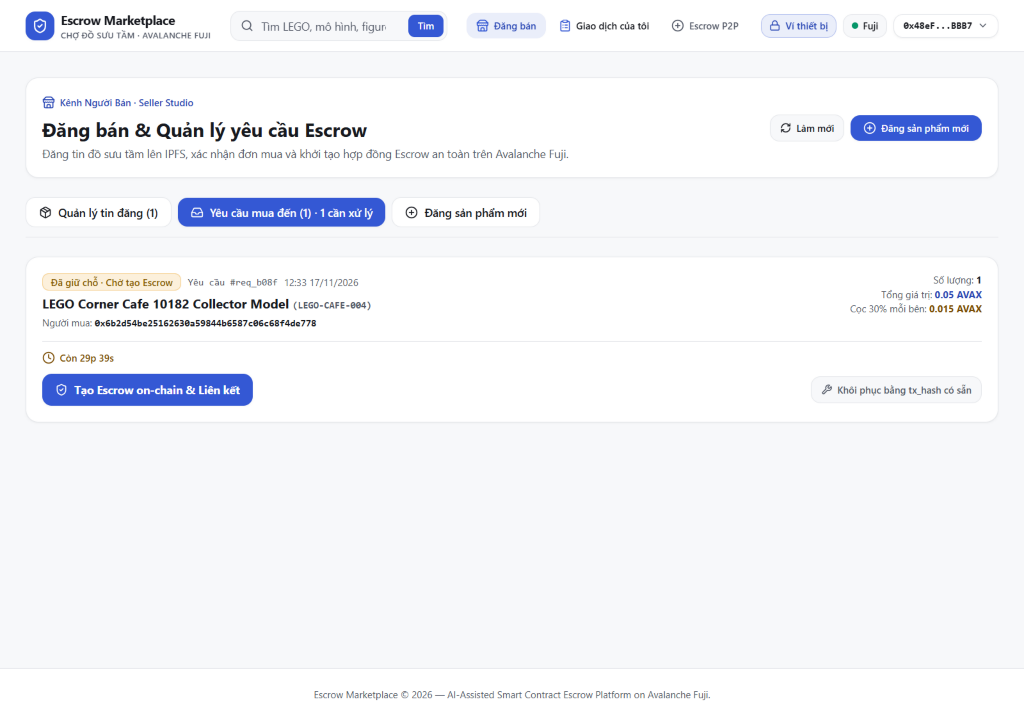 Escrow Marketplace
CHỢ ĐỒ SƯU TẦM · AVALANCHE FUJI
Tìm LEGO, mô hình, figur
Tìm
Đăng bán
Giao dịch của tôi
Escrow P2P
Ví thiết bị
Fuji
0x48eF...BBB7
Kênh Người Bán · Seller Studio
Đăng bán & Quản lý yêu cầu Escrow
Đăng tin đồ sưu tầm lên IPFS, xác nhận đơn mua và khởi tạo hợp đồng Escrow an toàn trên Avalanche Fuji.
Làm mới
Đăng sản phẩm mới
Quản lý tin đăng (1)
Yêu cầu mua đến (1) · 1 cần xử lý
Đăng sản phẩm mới
Đã giữ chỗ · Chờ tạo Escrow
Yêu cầu #req_b08f
12:33 17/11/2026
LEGO Corner Cafe 10182 Collector Model (LEGO-CAFE-004)
Người mua: 0x6b2d54be25162630a59844b6587c06c68f4de778
Số lượng: 1
Tổng giá trị: 0.05 AVAX
Cọc 30% mỗi bên: 0.015 AVAX
Còn 29p 39s
Tạo Escrow on-chain & Liên kết
Khôi phục bằng tx_hash có sẵn
Escrow Marketplace © 2026 — AI-Assisted Smart Contract Escrow Platform on Avalanche Fuji.